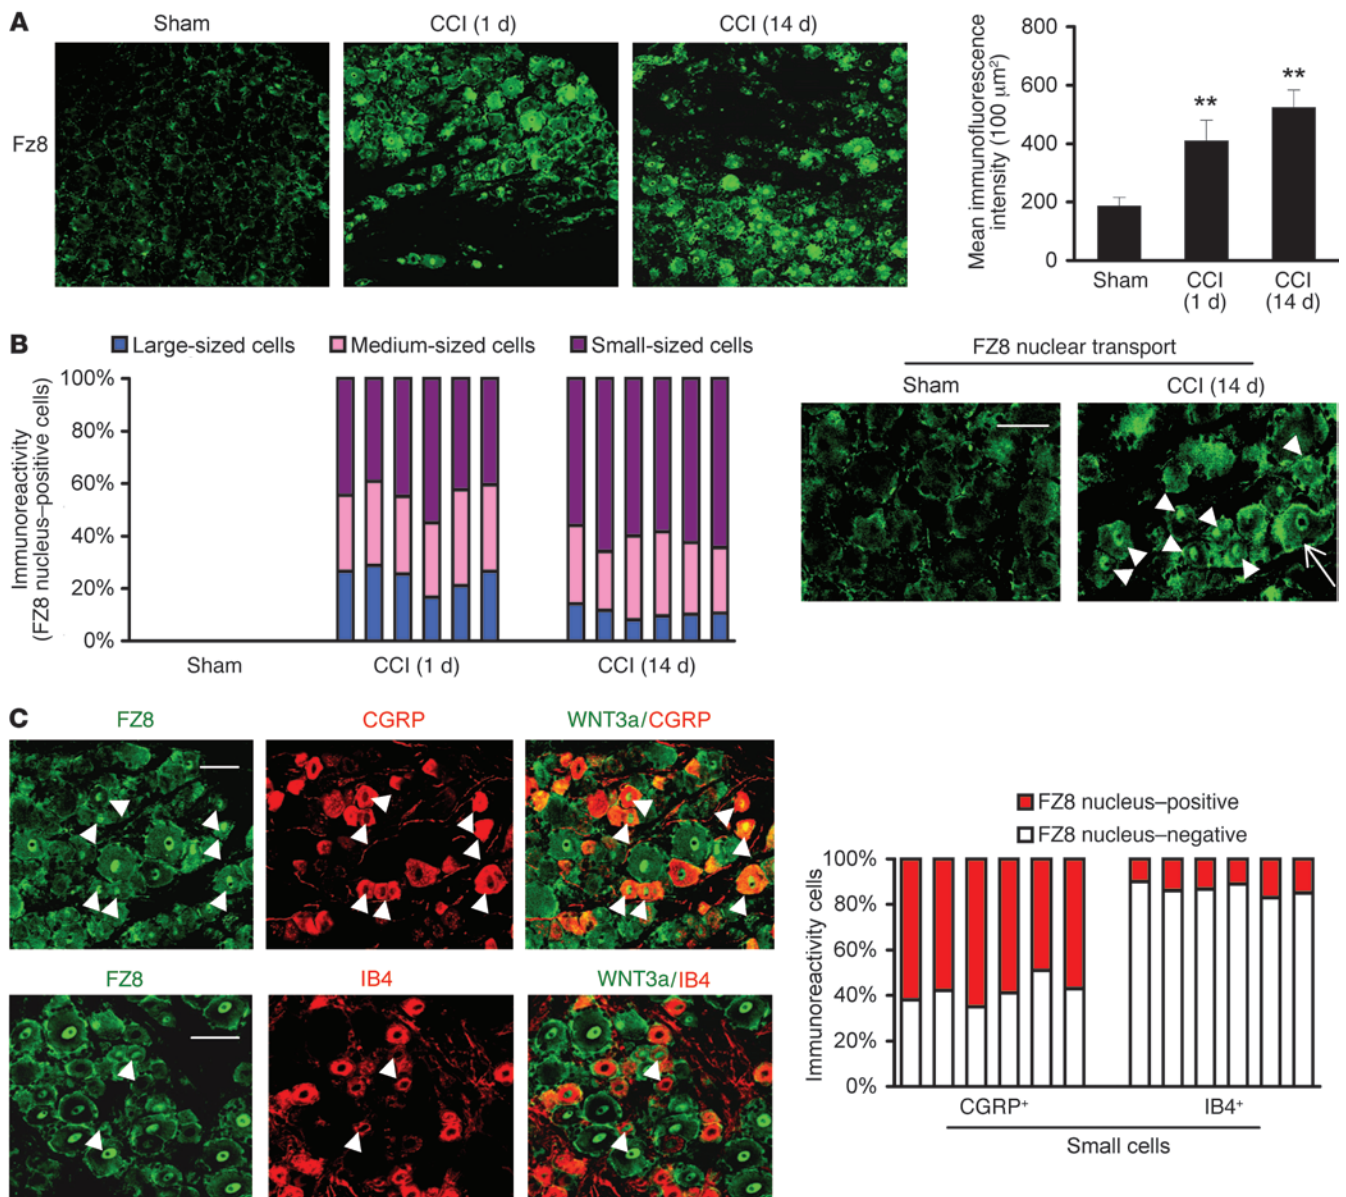 A
Sham
CCI (1 d)
CCI (14 d)
Fz8
Mean immunofluorescence
intensity (100 µm²)
800
600
400
200
0
**
**
Sham
CCI
(1 d)
CCI
(14 d)
B
Large-sized cells
Medium-sized cells
Small-sized cells
Immunoreactivity
(FZ8 nucleus–positive cells)
100%
80%
60%
40%
20%
0%
Sham
CCI (1 d)
CCI (14 d)
FZ8 nuclear transport
Sham
CCI (14 d)
C
FZ8
CGRP
WNT3a/CGRP
FZ8
IB4
WNT3a/IB4
FZ8 nucleus–positive
FZ8 nucleus–negative
Immunoreactivity cells
100%
80%
60%
40%
20%
0%
CGRP⁺
IB4⁺
Small cells